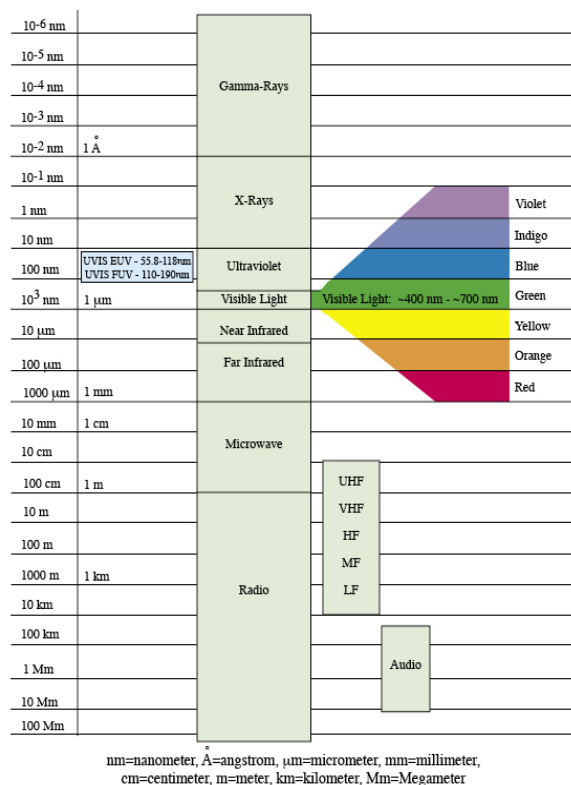 10-6 nm
10-5 nm
10-4 nm
Gamma-Rays
10-3 nm
10-2 nm 1 Å
10-1 nm
X-Rays
Violet
1 nm
Indigo
10 nm
UVIS EUV - 55.8-118nm
UVIS FUV - 110-190nm
100 nm
Ultraviolet
Blue
10³ nm 1 μm
Visible Light
Visible Light: ~400 nm - ~700 nm
Green
10 μm
Near Infrared
Yellow
100 μm
Far Infrared
Orange
1000 μm 1 mm
Red
10 mm 1 cm
Microwave
10 cm
100 cm 1 m
UHF
10 m
VHF
100 m
HF
1000 m 1 km
MF
10 km
Radio
LF
100 km
1 Mm
Audio
10 Mm
100 Mm
nm=nanometer, Å=angstrom, μm=micrometer, mm=millimeter,
cm=centimeter, m=meter, km=kilometer, Mm=Megameter